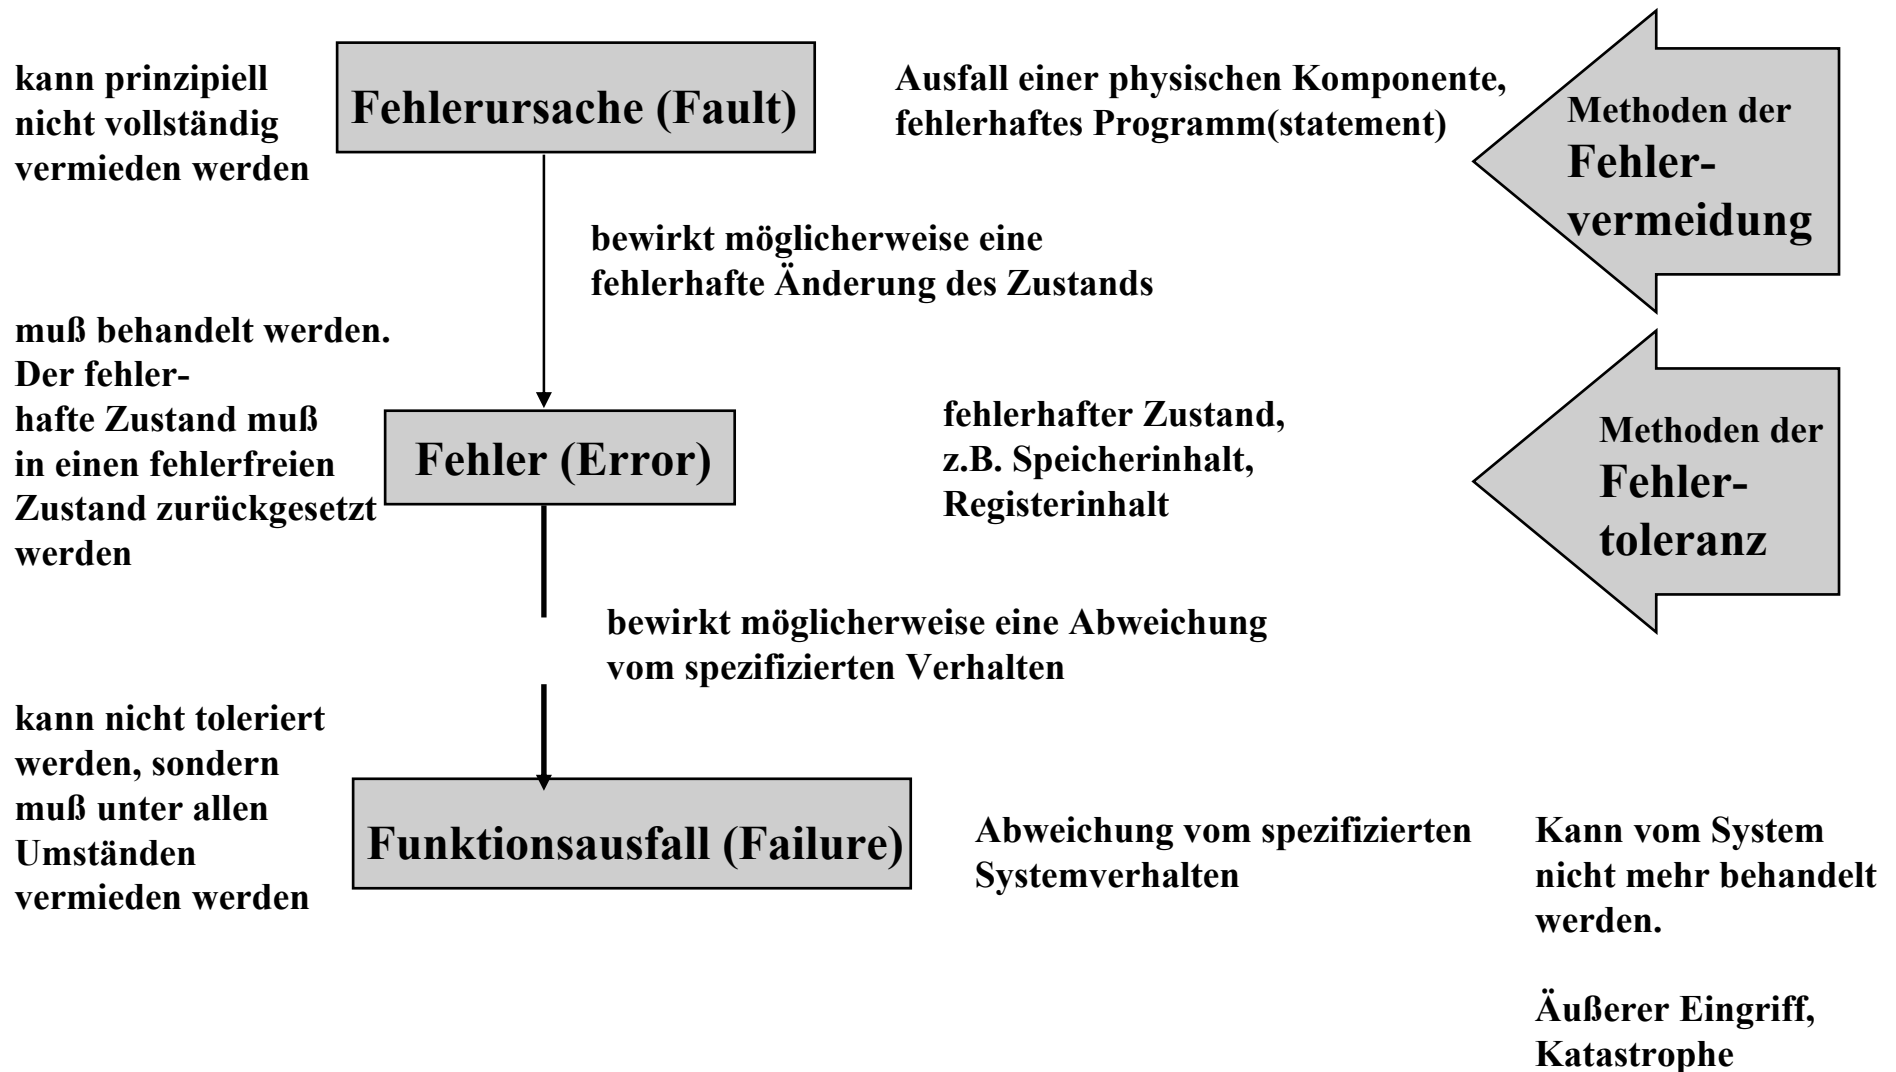 kann prinzipiell
nicht vollständig
vermieden werden
Fehlerursache (Fault)
Ausfall einer physischen Komponente,
fehlerhaftes Programm(statement)
Methoden der
Fehler-
vermeidung
bewirkt möglicherweise eine
fehlerhafte Änderung des Zustands
muß behandelt werden.
Der fehler-
hafte Zustand muß
in einen fehlerfreien
Zustand zurückgesetzt
werden
Fehler (Error)
fehlerhafter Zustand,
z.B. Speicherinhalt,
Registerinhalt
Methoden der
Fehler-
toleranz
bewirkt möglicherweise eine Abweichung
vom spezifizierten Verhalten
kann nicht toleriert
werden, sondern
muß unter allen
Umständen
vermieden werden
Funktionsausfall (Failure)
Abweichung vom spezifizierten
Systemverhalten
Kann vom System
nicht mehr behandelt
werden.
Äußerer Eingriff,
Katastrophe